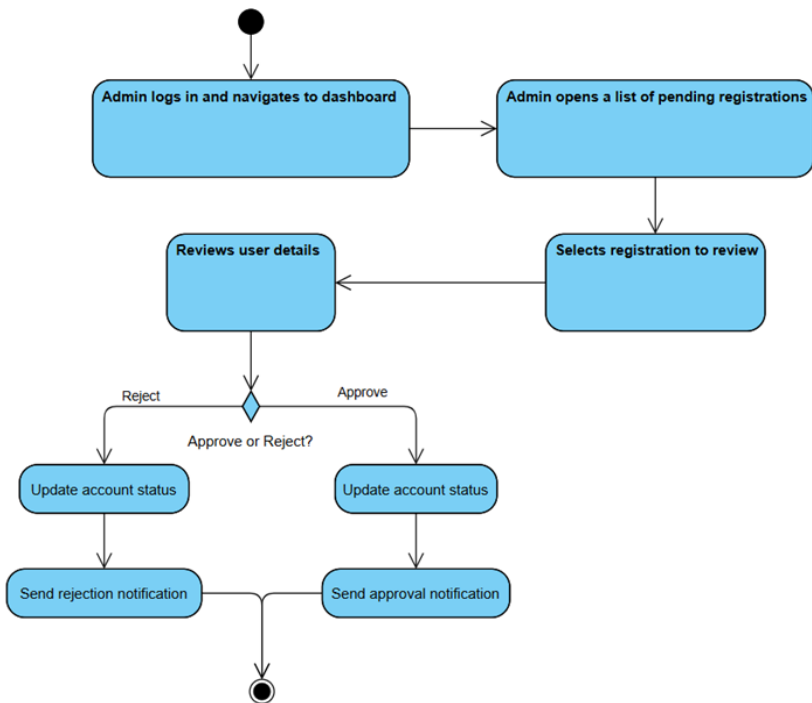 Admin logs in and navigates to dashboard
Admin opens a list of pending registrations
Selects registration to review
Reviews user details
Reject
Approve
Approve or Reject?
Update account status
Update account status
Send rejection notification
Send approval notification